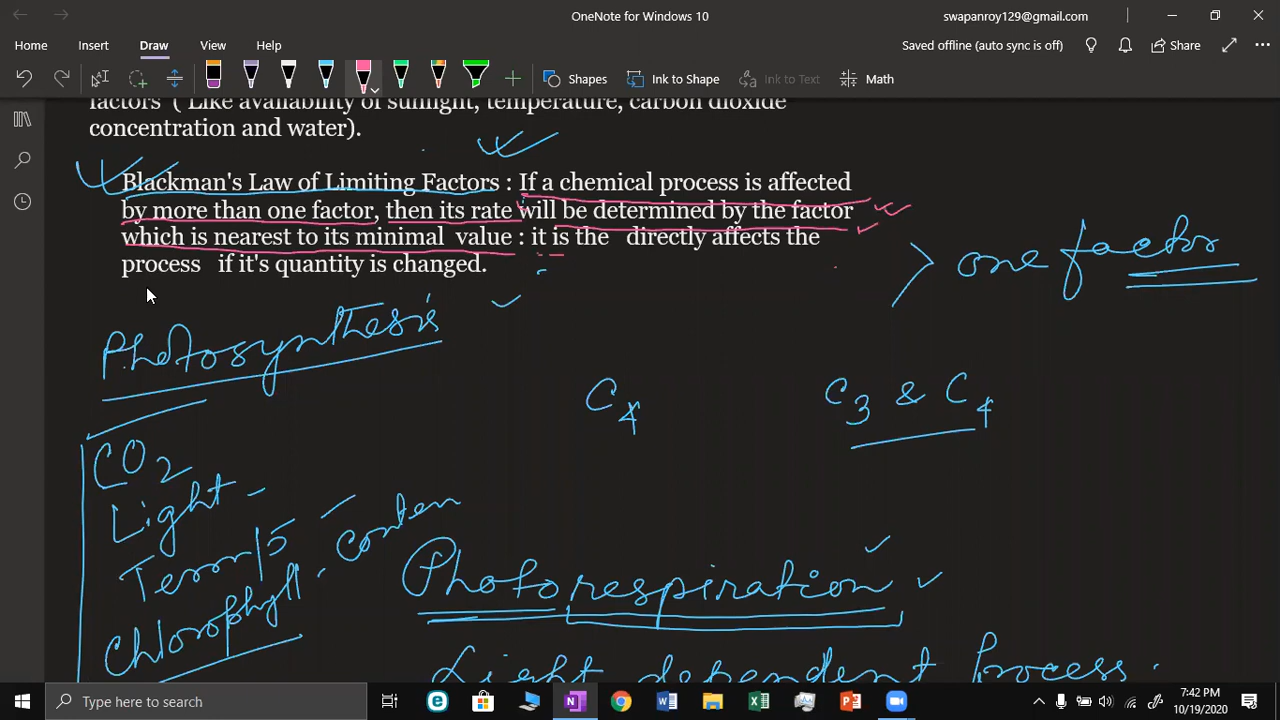 OneNote for Windows 10
swapanroy129@gmail.com
Home Insert Draw View Help
Saved offline (auto sync is off)
Share
Shapes Ink to Shape Ink to Text Math
factors ( Like availability of sunlight, temperature, carbon dioxide
concentration and water).
Blackman's Law of Limiting Factors : If a chemical process is affected
by more than one factor, then its rate will be determined by the factor
which is nearest to its minimal value : it is the directly affects the
process if it's quantity is changed.
one factor
Photosynthesis
C4
C3 & C4
CO2
Light
Conten
Chlorophyll
Photorespiration
Light dependent Process.
Type here to search
7:42 PM
10/19/2020